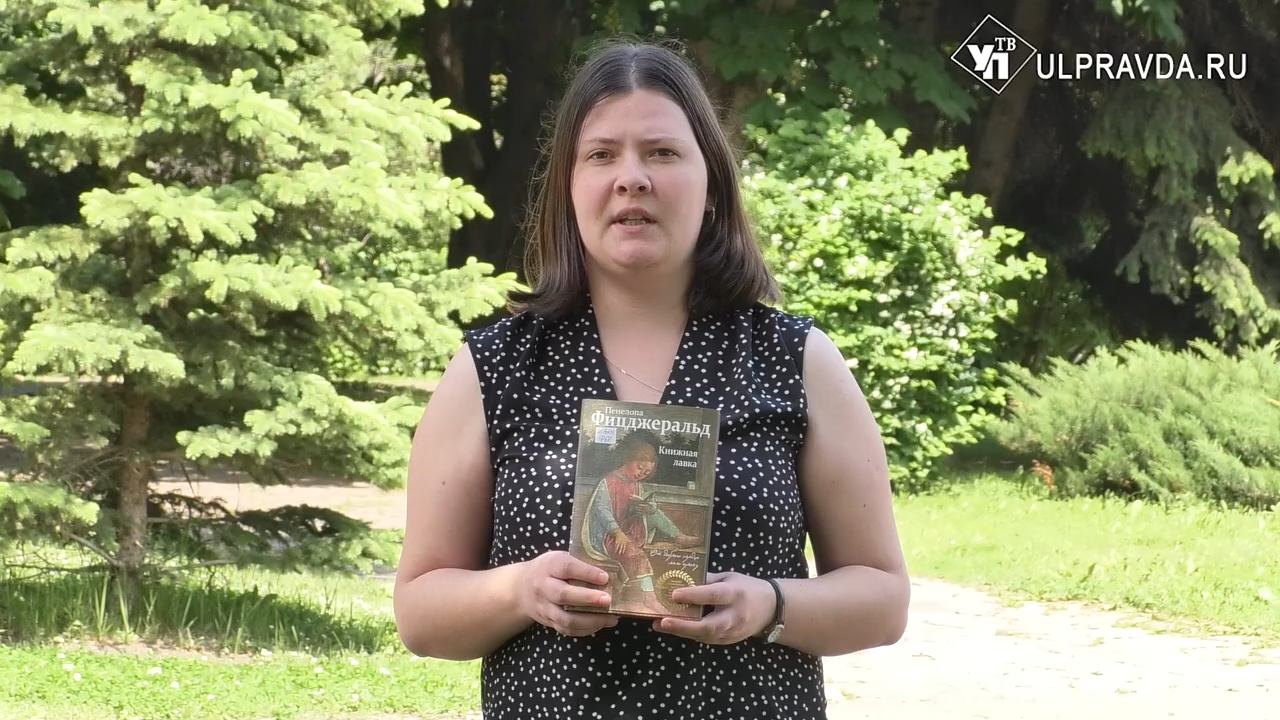 УП ТВ
ULPRAVDA.RU
Пенелопа
Фицджеральд
Книжная
лавка